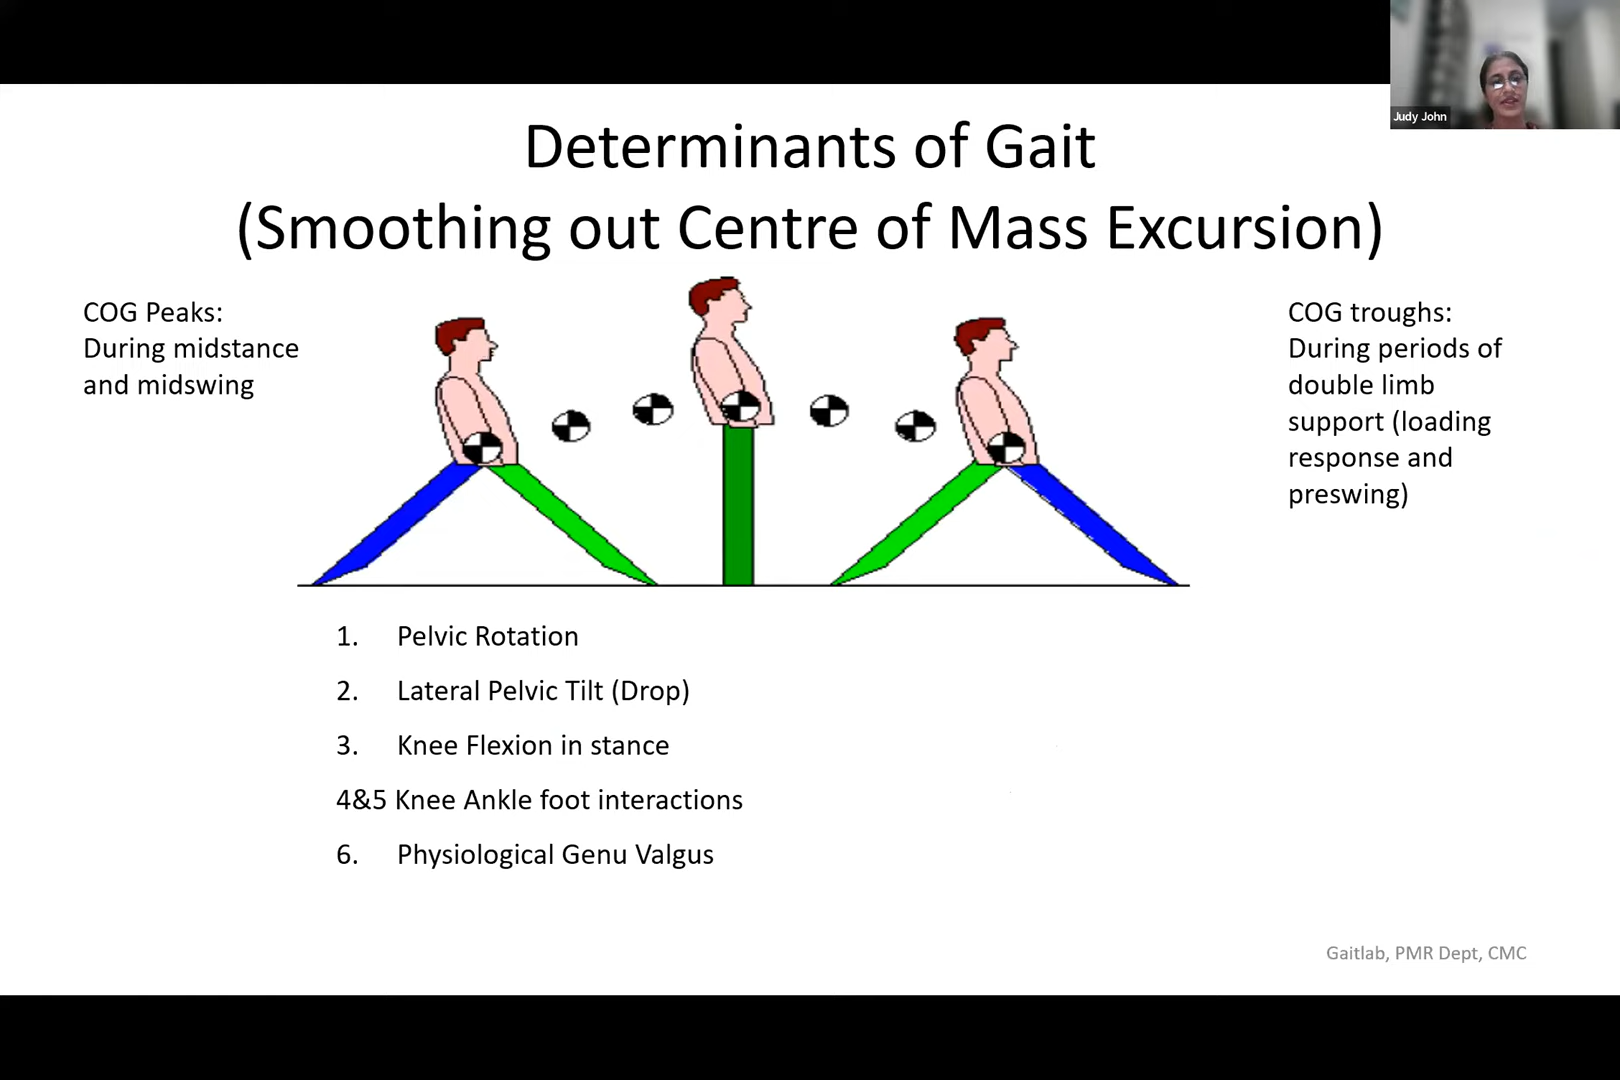 Judy John
Determinants of Gait
(Smoothing out Centre of Mass Excursion)
COG Peaks:
During midstance
and midswing
COG troughs:
During periods of
double limb
support (loading
response and
preswing)
1. Pelvic Rotation
2. Lateral Pelvic Tilt (Drop)
3. Knee Flexion in stance
4&5 Knee Ankle foot interactions
6. Physiological Genu Valgus
Gaitlab, PMR Dept, CMC